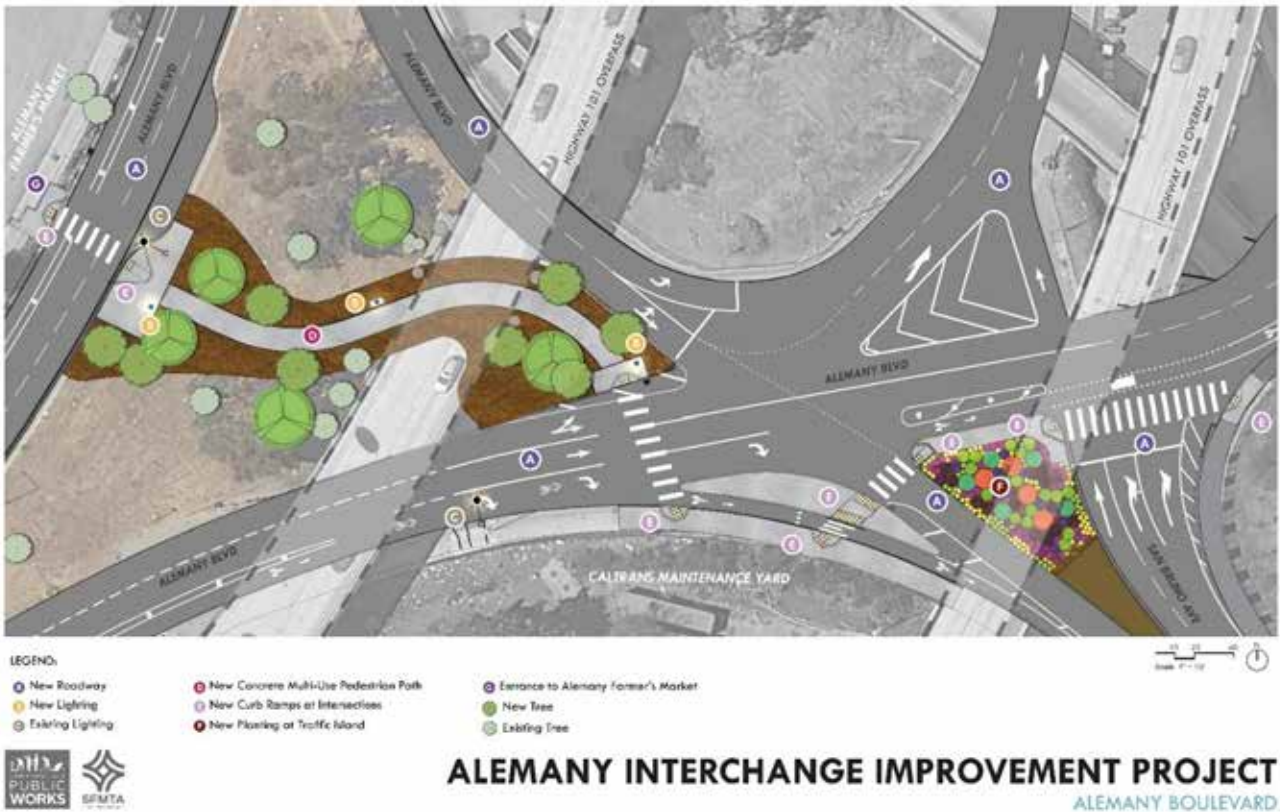 ALEMANY
FARMER'S MARKET
ALEMANY BLVD
ALEMANY BLVD
HIGHWAY 101 OVERPASS
HIGHWAY 101 OVERPASS
A
A
A
G
C
E
E
B
B
D
B
ALEMANY BLVD
A
C
E
E
E
E
E
F
A
A
E
ALEMANY BLVD
CALTRANS MAINTENANCE YARD
SAN BRUNO AVE
LEGEND:
A New Roadway
B New Lighting
C Existing Lighting
D New Concrete Multi-Use Pedestrian Path
E New Curb Ramps at Intersections
F New Planting at Traffic Island
G Entrance to Alemany Farmer's Market
New Tree
Existing Tree
PUBLIC
WORKS
SFMTA
ALEMANY INTERCHANGE IMPROVEMENT PROJECT
ALEMANY BOULEVARD